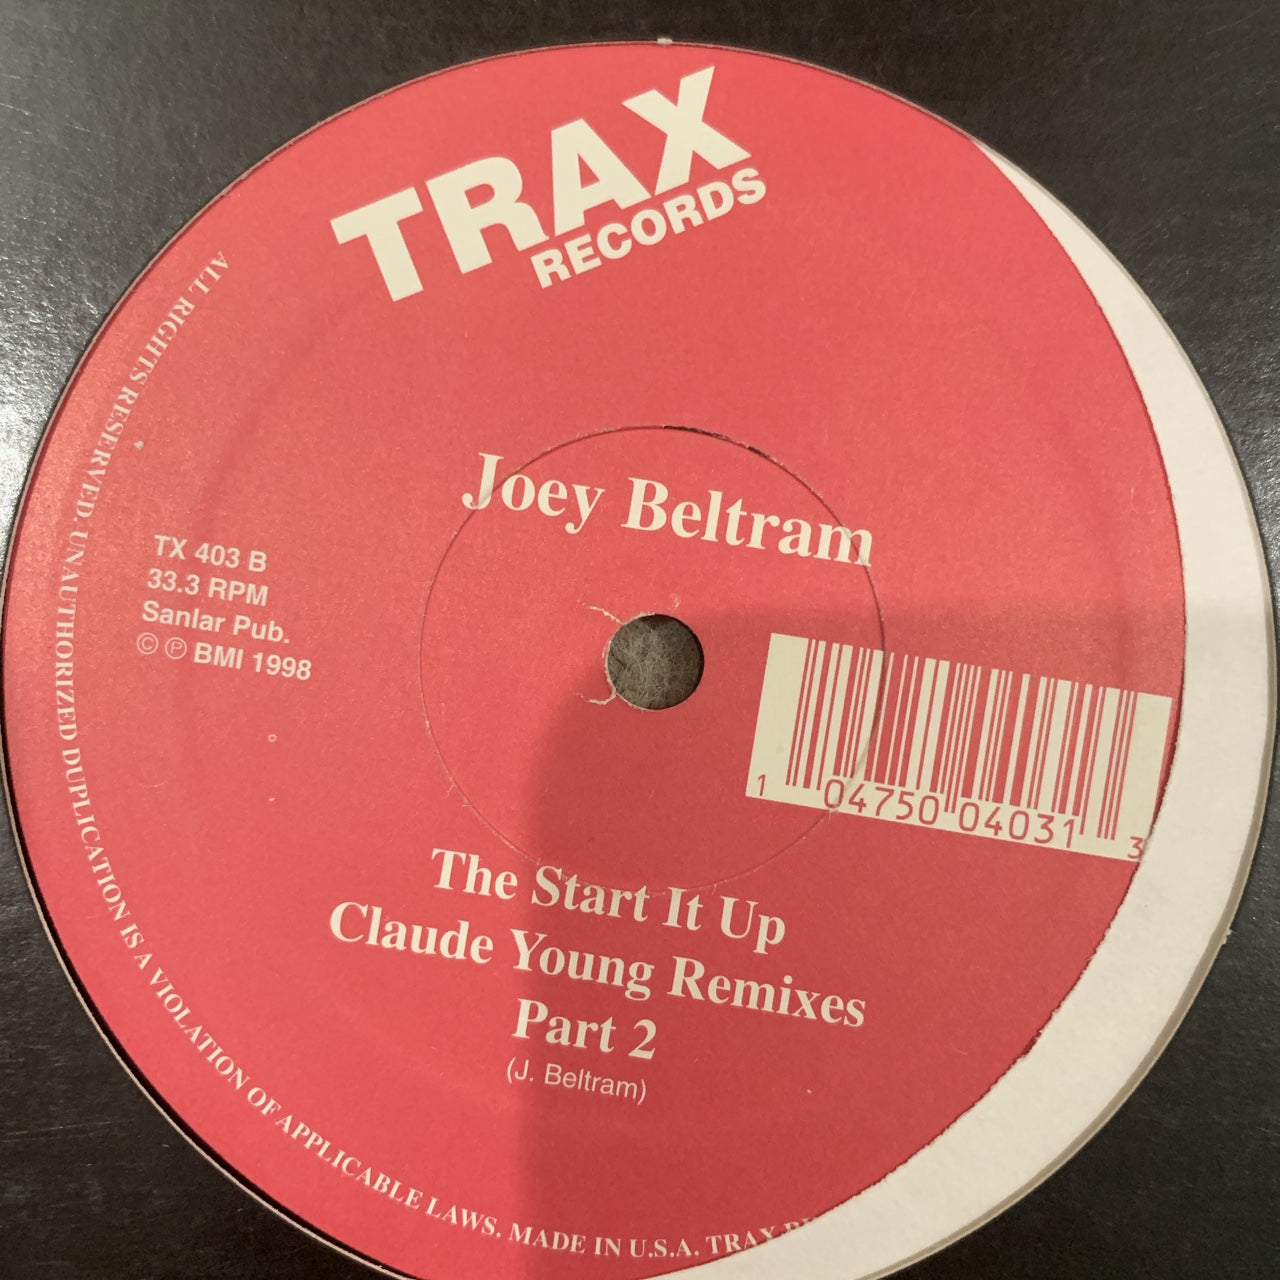 TRAX
RECORDS
Joey Beltram
TX 403 B
33.3 RPM
Sanlar Pub.
© ℗ BMI 1998
1 04750 04031 3
The Start It Up
Claude Young Remixes
Part 2
(J. Beltram)
ALL RIGHTS RESERVED. UNAUTHORIZED DUPLICATION IS A VIOLATION OF APPLICABLE LAWS. MADE IN U.S.A. TRAX